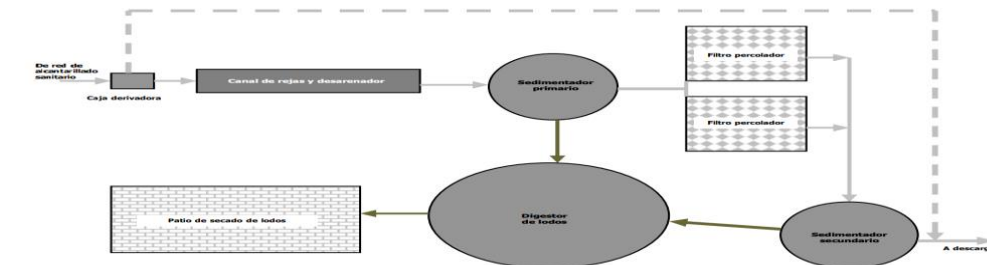 De red de
alcantarillado
sanitario
Caja derivadora
Canal de rejas y desarenador
Sedimentador
primario
Filtro percolador
Filtro percolador
Patio de secado de lodos
Digestor
de lodos
Sedimentador
secundario
A descarg